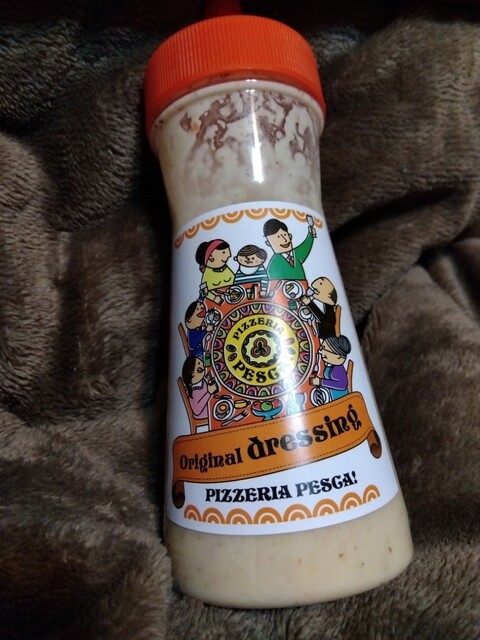 PIZZERIA
PESCA
Original dressing
PIZZERIA PESCA!